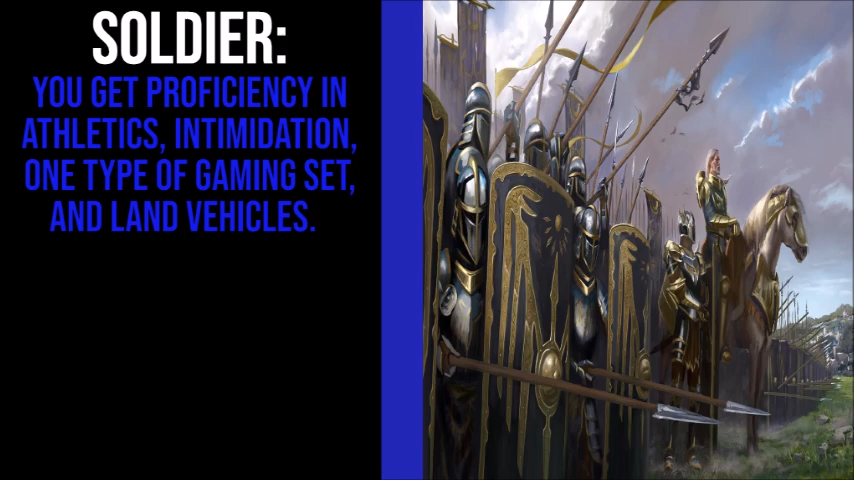 SOLDIER:
YOU GET PROFICIENCY IN
ATHLETICS, INTIMIDATION,
ONE TYPE OF GAMING SET,
AND LAND VEHICLES.